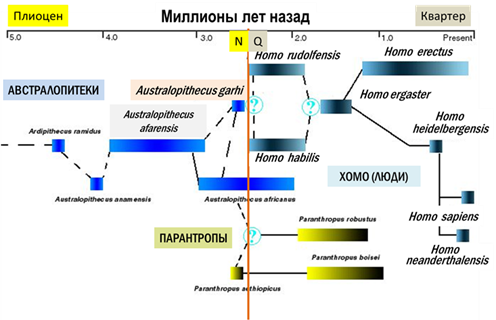 Плиоцен
Миллионы лет назад
Квартер
5.0
4.0
3.0
N
Q
2.0
1.0
Present
Homo rudolfensis
Homo erectus
АВСТРАЛОПИТЕКИ
Australopithecus garhi
?
?
Homo ergaster
Australopithecus
afarensis
Ardipithecus ramidus
Homo
heidelbergensis
Homo habilis
ХОМО (ЛЮДИ)
Australopithecus anamensis
Australopithecus africanus
Homo sapiens
Paranthropus robustus
ПАРАНТРОПЫ
?
Homo
neanderthalensis
Paranthropus boisei
Paranthropus aethiopicus